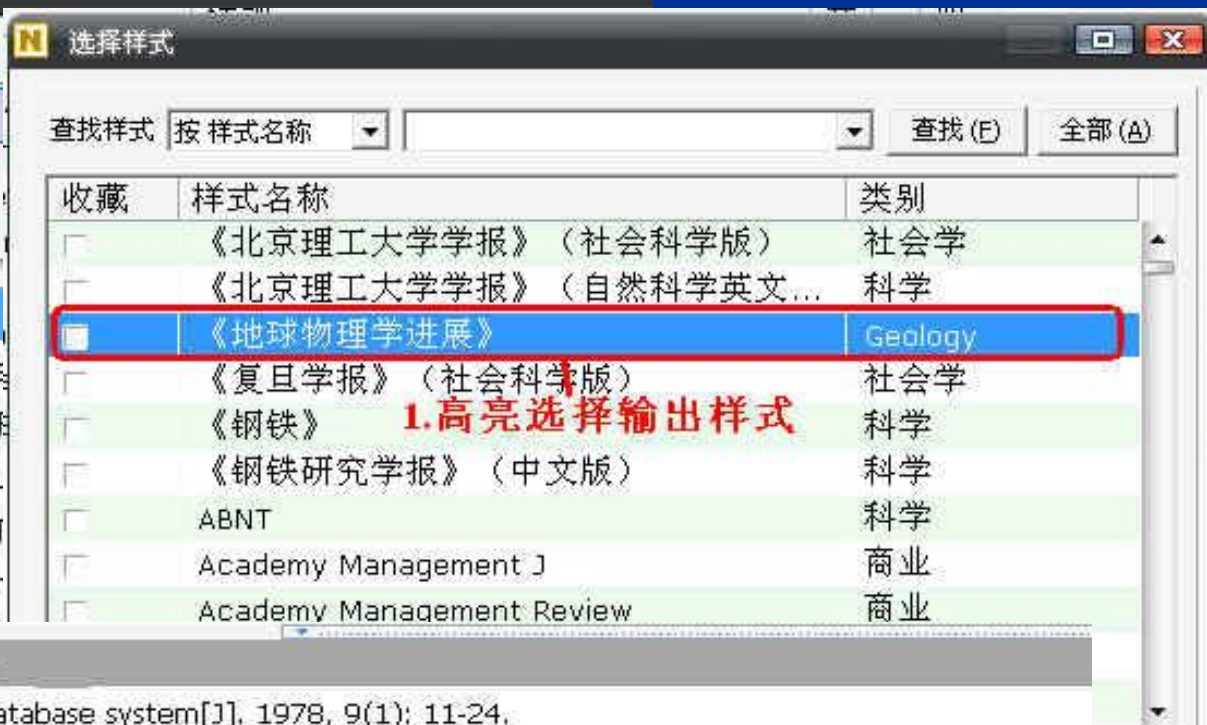 选择样式
查找样式 按 样式名称 查找(F) 全部(A)
收藏 样式名称 类别
《北京理工大学学报》（社会科学版） 社会学
《北京理工大学学报》（自然科学英文... 科学
《地球物理学进展》 Geology
《复旦学报》（社会科学版） 社会学
1.高亮选择输出样式
《钢铁》 科学
《钢铁研究学报》（中文版） 科学
ABNT 科学
Academy Management J 商业
Academy Management Review 商业
atabase system[J]. 1978, 9(1): 11-24.